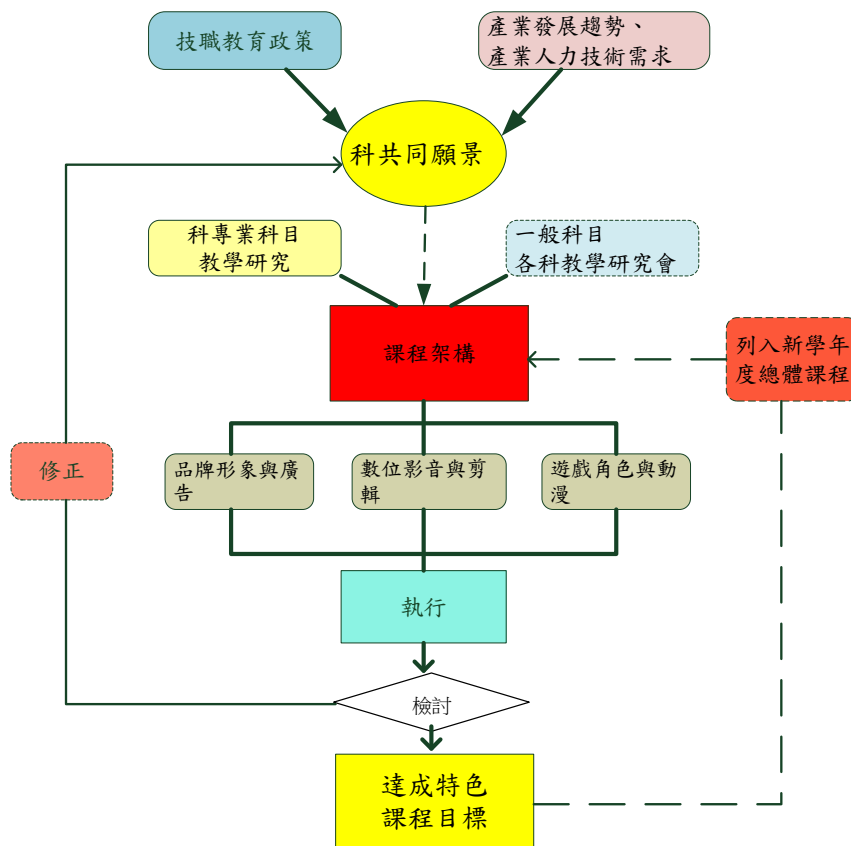 技職教育政策
產業發展趨勢、
產業人力技術需求
科共同願景
科專業科目
教學研究
一般科目
各科教學研究會
課程架構
列入新學年
度總體課程
修正
品牌形象與廣
告
數位影音與剪
輯
遊戲角色與動
漫
執行
檢討
達成特色
課程目標